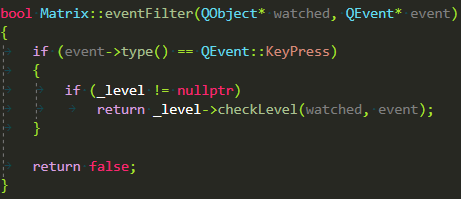 bool Matrix::eventFilter(QObject* watched, QEvent* event)
{
    if (event->type() == QEvent::KeyPress)
    {
        if (_level != nullptr)
            return _level->checkLevel(watched, event);
    }

    return false;
}